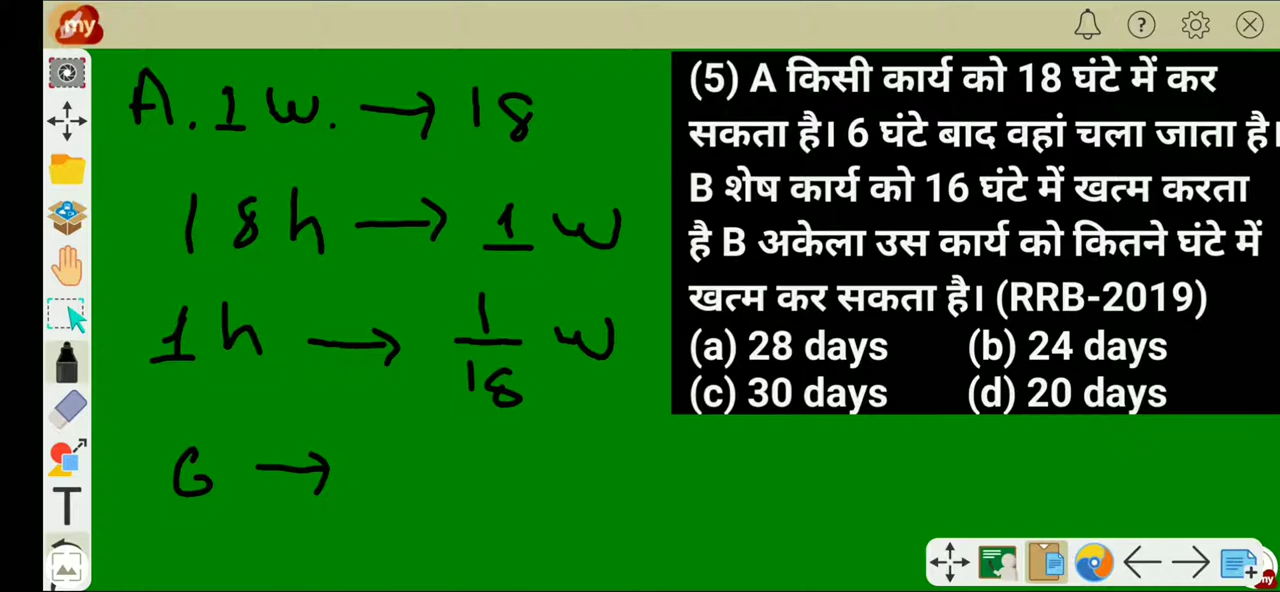 my
A. 1 W. → 18
18 h → 1 W
1 h → 1/18 W
6 →
(5) A किसी कार्य को 18 घंटे में कर
सकता है। 6 घंटे बाद वहां चला जाता है।
B शेष कार्य को 16 घंटे में खत्म करता
है B अकेला उस कार्य को कितने घंटे में
खत्म कर सकता है। (RRB-2019)
(a) 28 days (b) 24 days
(c) 30 days (d) 20 days
T
my